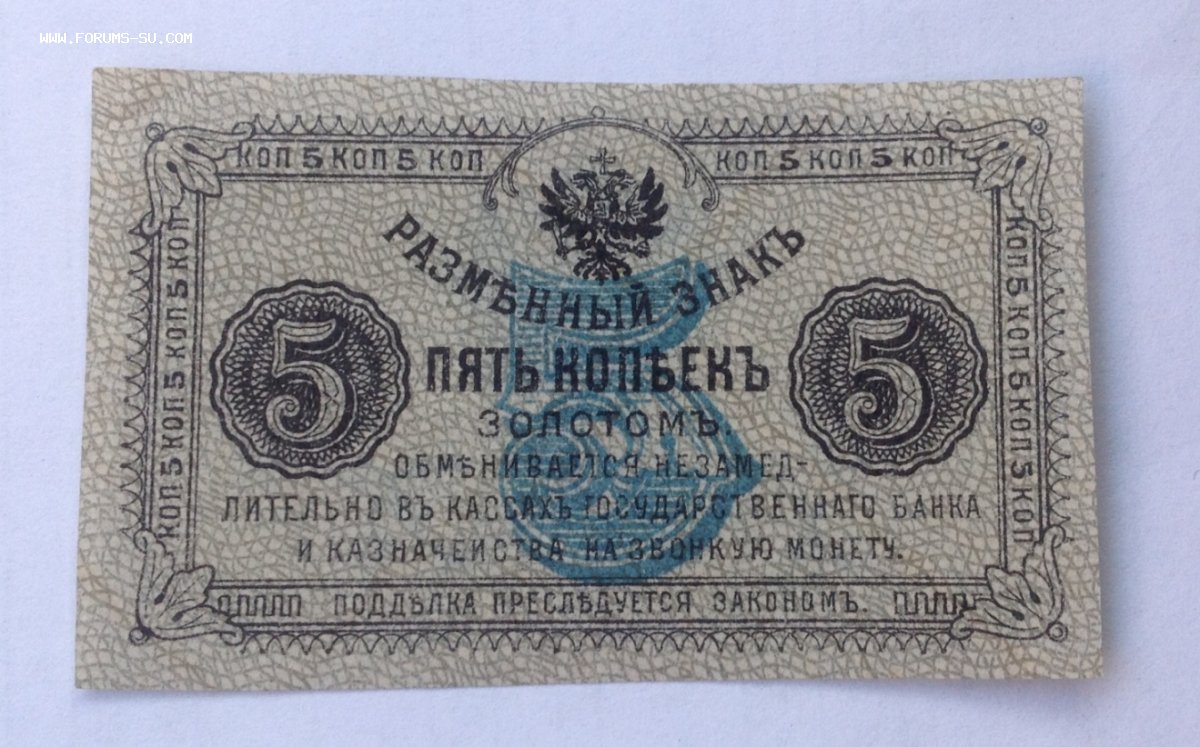 WWW.FORUMS-SU.COM
КОП 5 КОП 5 КОП
КОП 5 КОП 5 КОП
КОП 5 КОП 5 КОП
КОП 5 КОП 5 КОП
РАЗМѢННЫЙ ЗНАКЪ
5
5
5
ПЯТЬ КОПѢЕКЪ
ЗОЛОТОМЪ.
ОБМѢНИВАЕТСЯ НЕЗАМЕД-
ЛИТЕЛЬНО ВЪ КАССАХЪ ГОСУДАРСТВЕННАГО БАНКА
И КАЗНАЧЕЙСТВА НА ЗВОНКУЮ МОНЕТУ.
ПОДДѢЛКА ПРЕСЛѢДУЕТСЯ ЗАКОНОМЪ.